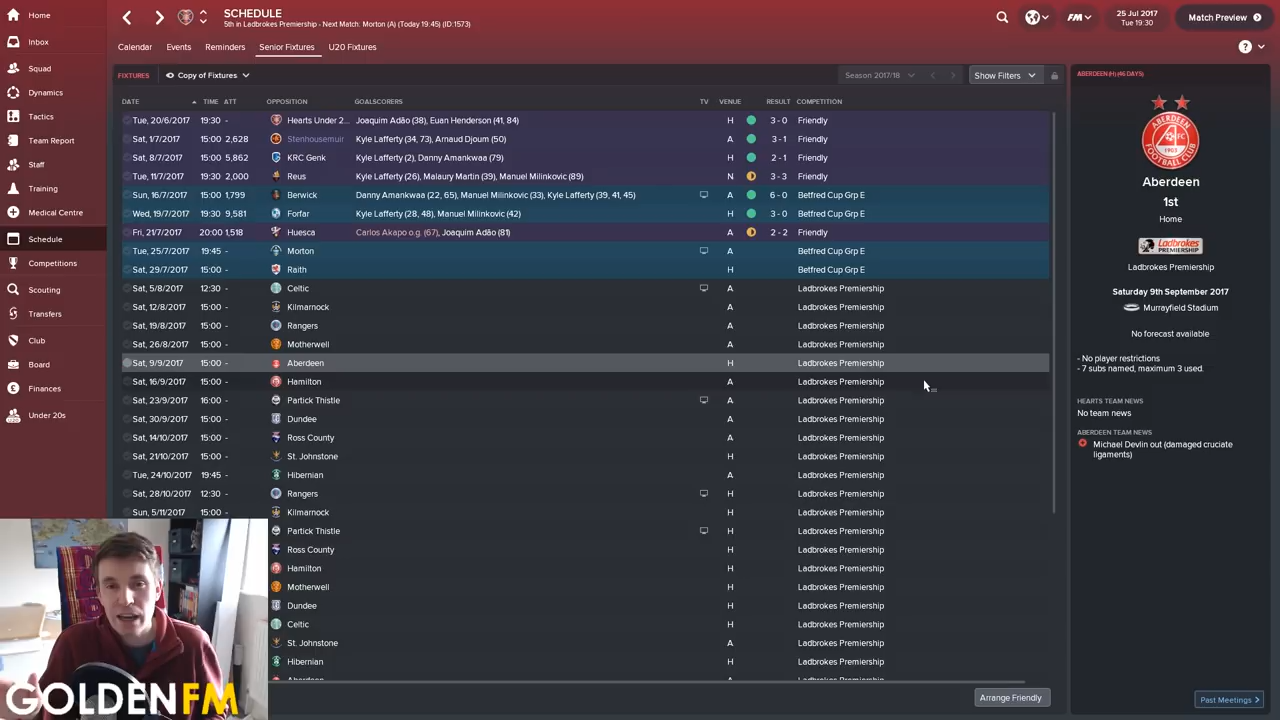 Home
Inbox
Squad
Dynamics
Tactics
Team Report
Staff
Training
Medical Centre
Schedule
Competitions
Scouting
Transfers
Club
Board
Finances
Under 20s
SCHEDULE
5th in Ladbrokes Premiership - Next Match: Morton (A) (Today 19:45) (ID:1573)
FM
25 Jul 2017
Tue 19:30
Match Preview
Calendar Events Reminders Senior Fixtures U20 Fixtures
?
FIXTURES Copy of Fixtures Season 2017/18 Show Filters
DATE TIME ATT OPPOSITION GOALSCORERS TV VENUE RESULT COMPETITION
Tue, 20/6/2017 19:30 - Hearts Under 2... Joaquim Adão (38), Euan Henderson (41, 84) H 3 - 0 Friendly
Sat, 1/7/2017 15:00 2,628 Stenhousemuir Kyle Lafferty (34, 73), Arnaud Djoum (50) A 3 - 1 Friendly
Sat, 8/7/2017 15:00 5,862 KRC Genk Kyle Lafferty (2), Danny Amankwaa (79) H 2 - 1 Friendly
Tue, 11/7/2017 19:30 2,000 Reus Kyle Lafferty (26), Malaury Martin (39), Manuel Milinkovic (89) N 3 - 3 Friendly
Sun, 16/7/2017 15:00 1,799 Berwick Danny Amankwaa (22, 65), Manuel Milinkovic (33), Kyle Lafferty (39, 41, 45) A 6 - 0 Betfred Cup Grp E
Wed, 19/7/2017 19:30 9,581 Forfar Kyle Lafferty (28, 48), Manuel Milinkovic (42) H 3 - 0 Betfred Cup Grp E
Fri, 21/7/2017 20:00 1,518 Huesca Carlos Akapo o.g. (67), Joaquim Adão (81) A 2 - 2 Friendly
Tue, 25/7/2017 19:45 Morton A Betfred Cup Grp E
Sat, 29/7/2017 15:00 Raith H Betfred Cup Grp E
Sat, 5/8/2017 12:30 - Celtic A Ladbrokes Premiership
Sat, 12/8/2017 15:00 - Kilmarnock A Ladbrokes Premiership
Sat, 19/8/2017 15:00 - Rangers A Ladbrokes Premiership
Sat, 26/8/2017 15:00 - Motherwell A Ladbrokes Premiership
Sat, 9/9/2017 15:00 - Aberdeen H Ladbrokes Premiership
Sat, 16/9/2017 15:00 - Hamilton A Ladbrokes Premiership
Sat, 23/9/2017 16:00 - Partick Thistle A Ladbrokes Premiership
Sat, 30/9/2017 15:00 - Dundee A Ladbrokes Premiership
Sat, 14/10/2017 15:00 - Ross County A Ladbrokes Premiership
Sat, 21/10/2017 15:00 - St. Johnstone H Ladbrokes Premiership
Tue, 24/10/2017 19:45 - Hibernian A Ladbrokes Premiership
Sat, 28/10/2017 12:30 - Rangers H Ladbrokes Premiership
Sun, 5/11/2017 15:00 - Kilmarnock H Ladbrokes Premiership
Partick Thistle H Ladbrokes Premiership
Ross County H Ladbrokes Premiership
Hamilton H Ladbrokes Premiership
Motherwell H Ladbrokes Premiership
Dundee H Ladbrokes Premiership
Celtic H Ladbrokes Premiership
St. Johnstone A Ladbrokes Premiership
Hibernian H Ladbrokes Premiership
Aberdeen A Ladbrokes Premiership
Arrange Friendly
ABERDEEN (H) (46 DAYS)
ABERDEEN
FOOTBALL CLUB
1903
Aberdeen
1st
Home
Ladbrokes
PREMIERSHIP
Ladbrokes Premiership
Saturday 9th September 2017
Murrayfield Stadium
No forecast available
- No player restrictions
- 7 subs named, maximum 3 used.
HEARTS TEAM NEWS
No team news
ABERDEEN TEAM NEWS
Michael Devlin out (damaged cruciate
ligaments)
Past Meetings
GOLDENFM